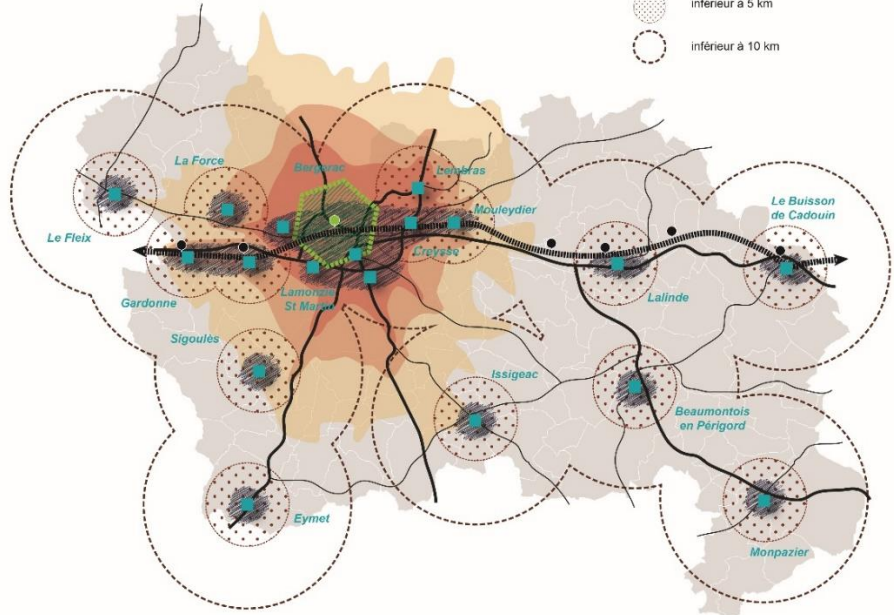 inférieur à 5 km
inférieur à 10 km
La Force
Bergerac
Lembras
Le Fleix
Mouleydier
Le Buisson
de Cadouin
Creysse
Gardonne
Lamonzie
St Martin
Lalinde
Sigoulès
Issigeac
Beaumontois
en Périgord
Eymet
Monpazier